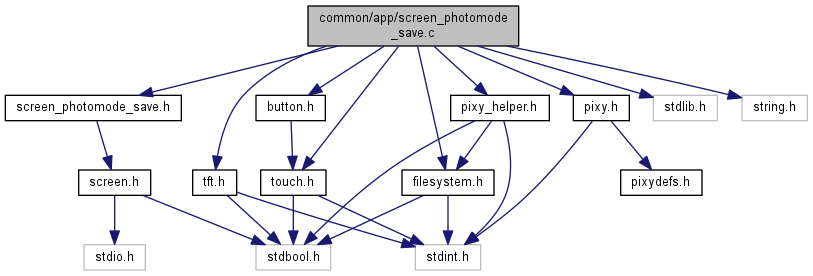 common/app/screen_photomode
_save.c
screen_photomode_save.h
button.h
pixy_helper.h
pixy.h
stdlib.h
string.h
screen.h
tft.h
touch.h
filesystem.h
pixydefs.h
stdio.h
stdbool.h
stdint.h